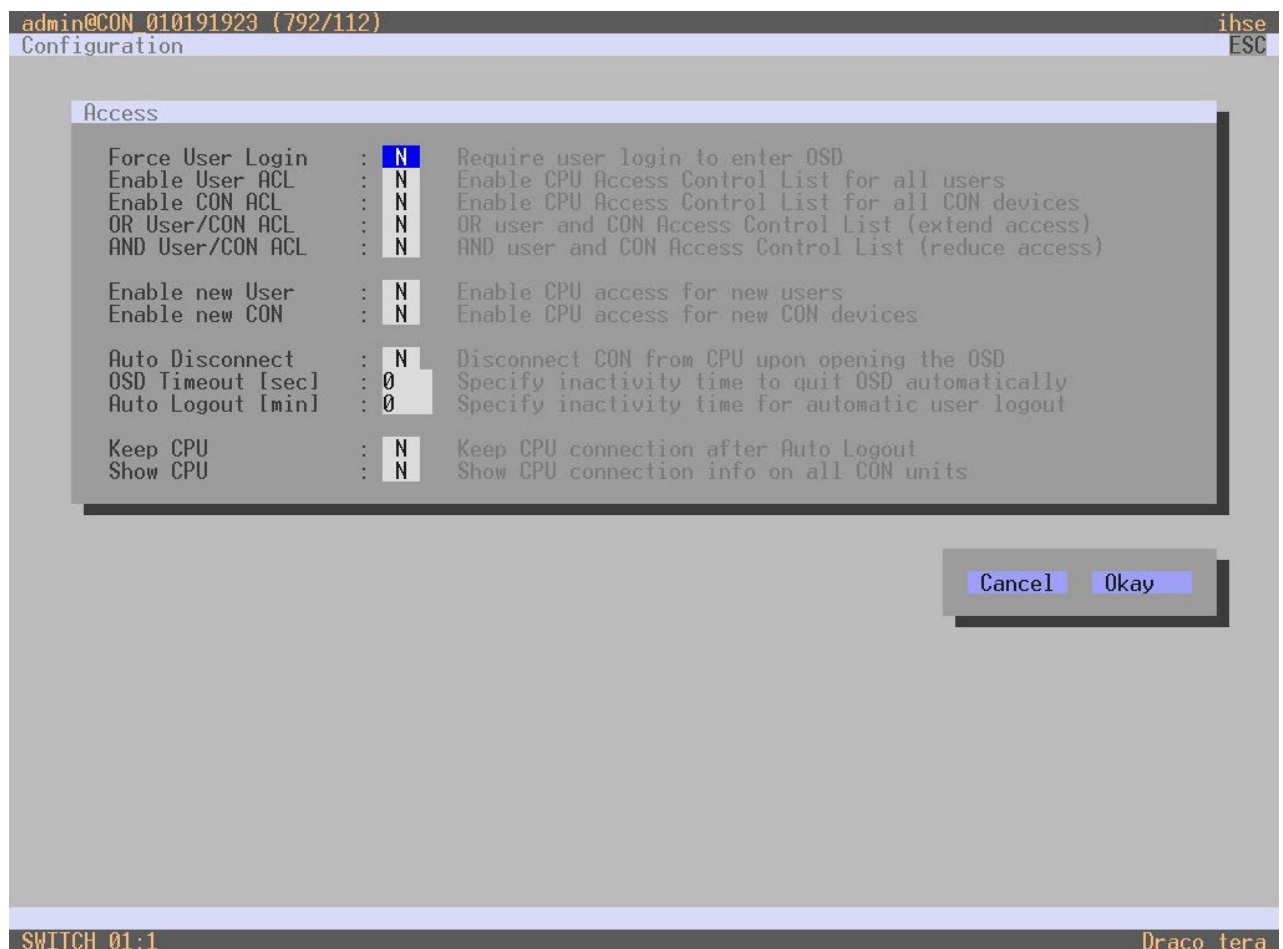 admin@CON_010191923 (792/112) ihse
Configuration ESC
Access
Force User Login : N Require user login to enter OSD
Enable User ACL : N Enable CPU Access Control List for all users
Enable CON ACL : N Enable CPU Access Control List for all CON devices
OR User/CON ACL : N OR user and CON Access Control List (extend access)
AND User/CON ACL : N AND user and CON Access Control List (reduce access)
Enable new User : N Enable CPU access for new users
Enable new CON : N Enable CPU access for new CON devices
Auto Disconnect : N Disconnect CON from CPU upon opening the OSD
OSD Timeout [sec] : 0 Specify inactivity time to quit OSD automatically
Auto Logout [min] : 0 Specify inactivity time for automatic user logout
Keep CPU : N Keep CPU connection after Auto Logout
Show CPU : N Show CPU connection info on all CON units
Cancel Okay
SWITCH_01:1 Draco tera